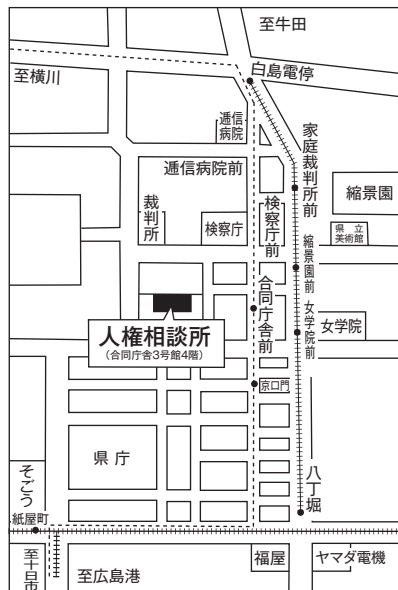 至牛田
白島電停
至横川
逓信
病院
家庭裁判所前
逓信病院前
縮景園
裁判所
検察庁
検察庁前
県立
美術館
縮景園前
合同庁舎前
女学院前
女学院
人権相談所
（合同庁舎3号館4階）
京口門
県庁
八丁堀
そごう
紙屋町
至十日市
至広島港
福屋
ヤマダ電機